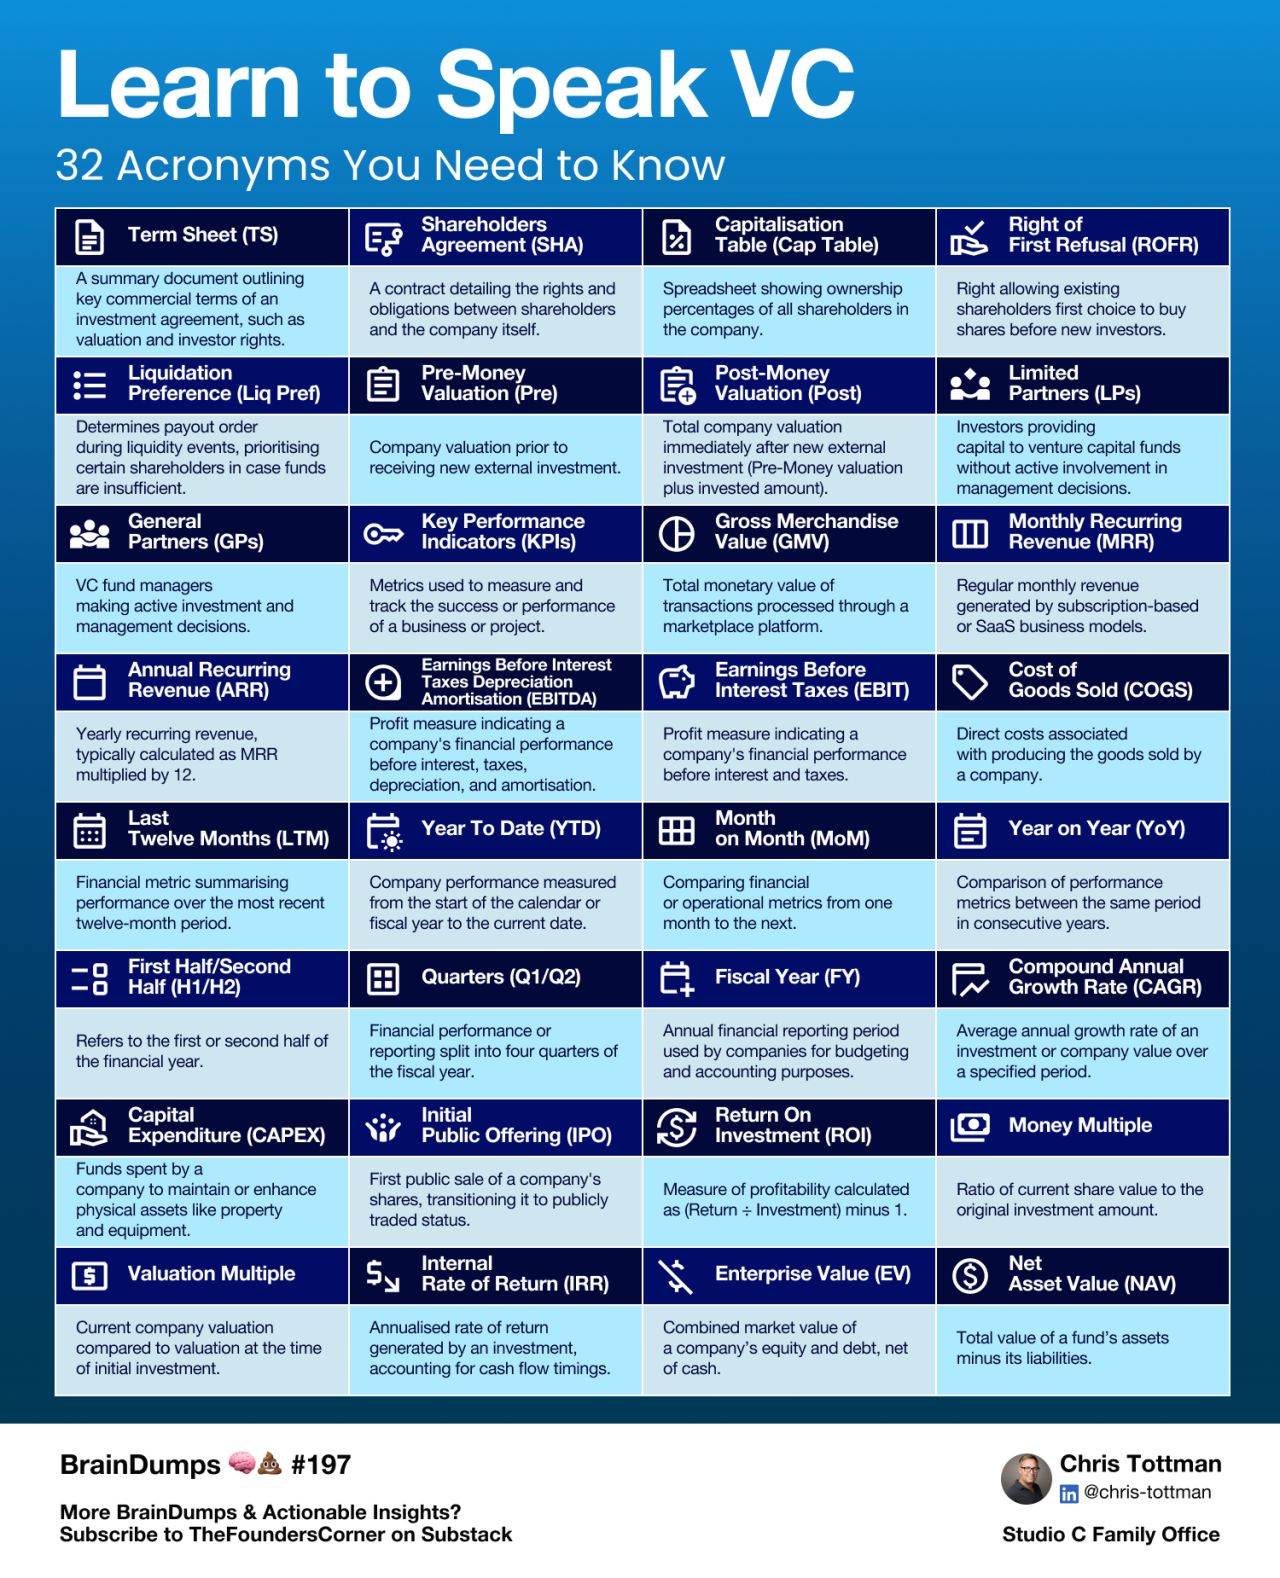 Learn to Speak VC
32 Acronyms You Need to Know
Term Sheet (TS)
A summary document outlining
key commercial terms of an
investment agreement, such as
valuation and investor rights.
Shareholders
Agreement (SHA)
A contract detailing the rights and
obligations between shareholders
and the company itself.
Capitalisation
Table (Cap Table)
Spreadsheet showing ownership
percentages of all shareholders in
the company.
Right of
First Refusal (ROFR)
Right allowing existing
shareholders first choice to buy
shares before new investors.
Liquidation
Preference (Liq Pref)
Determines payout order
during liquidity events, prioritising
certain shareholders in case funds
are insufficient.
Pre-Money
Valuation (Pre)
Company valuation prior to
receiving new external investment.
Post-Money
Valuation (Post)
Total company valuation
immediately after new external
investment (Pre-Money valuation
plus invested amount).
Limited
Partners (LPs)
Investors providing
capital to venture capital funds
without active involvement in
management decisions.
General
Partners (GPs)
VC fund managers
making active investment and
management decisions.
Key Performance
Indicators (KPIs)
Metrics used to measure and
track the success or performance
of a business or project.
Gross Merchandise
Value (GMV)
Total monetary value of
transactions processed through a
marketplace platform.
Monthly Recurring
Revenue (MRR)
Regular monthly revenue
generated by subscription-based
or SaaS business models.
Annual Recurring
Revenue (ARR)
Yearly recurring revenue,
typically calculated as MRR
multiplied by 12.
Earnings Before Interest
Taxes Depreciation
Amortisation (EBITDA)
Profit measure indicating a
company's financial performance
before interest, taxes,
depreciation, and amortisation.
Earnings Before
Interest Taxes (EBIT)
Profit measure indicating a
company's financial performance
before interest and taxes.
Cost of
Goods Sold (COGS)
Direct costs associated
with producing the goods sold by
a company.
Last
Twelve Months (LTM)
Financial metric summarising
performance over the most recent
twelve-month period.
Year To Date (YTD)
Company performance measured
from the start of the calendar or
fiscal year to the current date.
Month
on Month (MoM)
Comparing financial
or operational metrics from one
month to the next.
Year on Year (YoY)
Comparison of performance
metrics between the same period
in consecutive years.
First Half/Second
Half (H1/H2)
Refers to the first or second half of
the financial year.
Quarters (Q1/Q2)
Financial performance or
reporting split into four quarters of
the fiscal year.
Fiscal Year (FY)
Annual financial reporting period
used by companies for budgeting
and accounting purposes.
Compound Annual
Growth Rate (CAGR)
Average annual growth rate of an
investment or company value over
a specified period.
Capital
Expenditure (CAPEX)
Funds spent by a
company to maintain or enhance
physical assets like property
and equipment.
Initial
Public Offering (IPO)
First public sale of a company's
shares, transitioning it to publicly
traded status.
Return On
Investment (ROI)
Measure of profitability calculated
as (Return ÷ Investment) minus 1.
Money Multiple
Ratio of current share value to the
original investment amount.
Valuation Multiple
Current company valuation
compared to valuation at the time
of initial investment.
Internal
Rate of Return (IRR)
Annualised rate of return
generated by an investment,
accounting for cash flow timings.
Enterprise Value (EV)
Combined market value of
a company's equity and debt, net
of cash.
Net
Asset Value (NAV)
Total value of a fund's assets
minus its liabilities.
BrainDumps 🧠💩 #197
More BrainDumps & Actionable Insights?
Subscribe to TheFoundersCorner on Substack
Chris Tottman
in @chris-tottman
Studio C Family Office